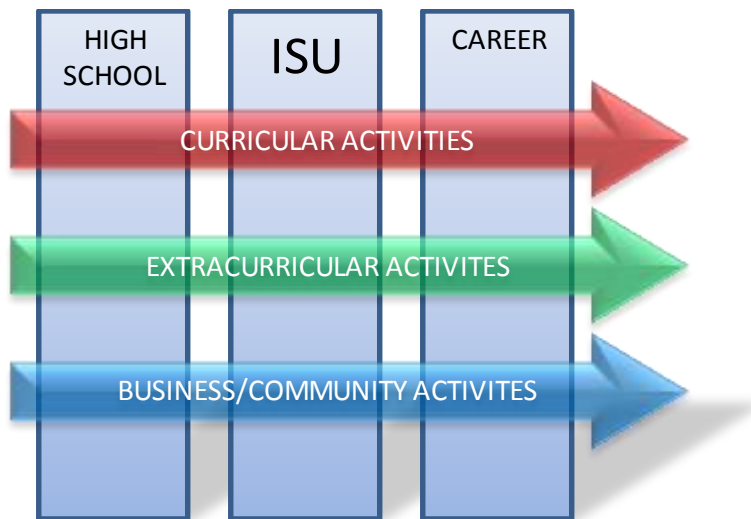 HIGH
SCHOOL
ISU
CAREER
CURRICULAR ACTIVITIES
EXTRACURRICULAR ACTIVITES
BUSINESS/COMMUNITY ACTIVITES